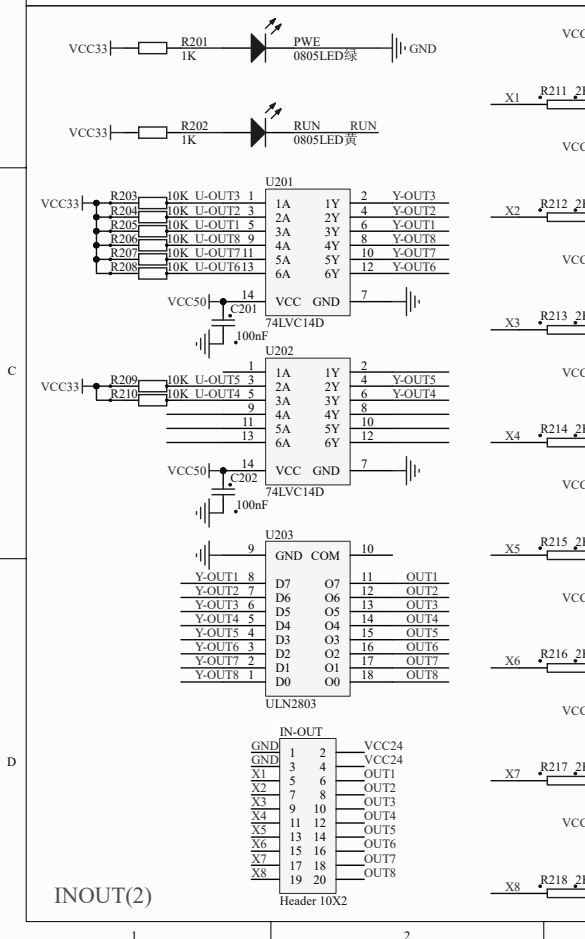 VCC33 R201 1K PWE 0805LED绿 GND
VCC33 R202 1K RUN 0805LED黄 RUN
U201
VCC33
R203 10K U-OUT3 1 1A 1Y 2 Y-OUT3
R204 10K U-OUT2 3 2A 2Y 4 Y-OUT2
R205 10K U-OUT1 5 3A 3Y 6 Y-OUT1
R206 10K U-OUT8 9 4A 4Y 8 Y-OUT8
R207 10K U-OUT7 11 5A 5Y 10 Y-OUT7
R208 10K U-OUT6 13 6A 6Y 12 Y-OUT6
VCC50 14 VCC GND 7
C201
74LVC14D
100nF
U202
1 1A 1Y 2
VCC33 R209 10K U-OUT5 3 2A 2Y 4 Y-OUT5
R210 10K U-OUT4 5 3A 3Y 6 Y-OUT4
9 4A 4Y 8
11 5A 5Y 10
13 6A 6Y 12
VCC50 14 VCC GND 7
C202
74LVC14D
100nF
U203
9 GND COM 10
Y-OUT1 8 D7 O7 11 OUT1
Y-OUT2 7 D6 O6 12 OUT2
Y-OUT3 6 D5 O5 13 OUT3
Y-OUT4 5 D4 O4 14 OUT4
Y-OUT5 4 D3 O3 15 OUT5
Y-OUT6 3 D2 O2 16 OUT6
Y-OUT7 2 D1 O1 17 OUT7
Y-OUT8 1 D0 O0 18 OUT8
ULN2803
IN-OUT
GND 1 2 VCC24
GND 3 4 VCC24
X1 5 6 OUT1
X2 7 8 OUT2
X3 9 10 OUT3
X4 11 12 OUT4
X5 13 14 OUT5
X6 15 16 OUT6
X7 17 18 OUT7
X8 19 20 OUT8
Header 10X2
INOUT(2)
X1 R211
X2 R212
X3 R213
X4 R214
X5 R215
X6 R216
X7 R217
X8 R218
C
D
1 2